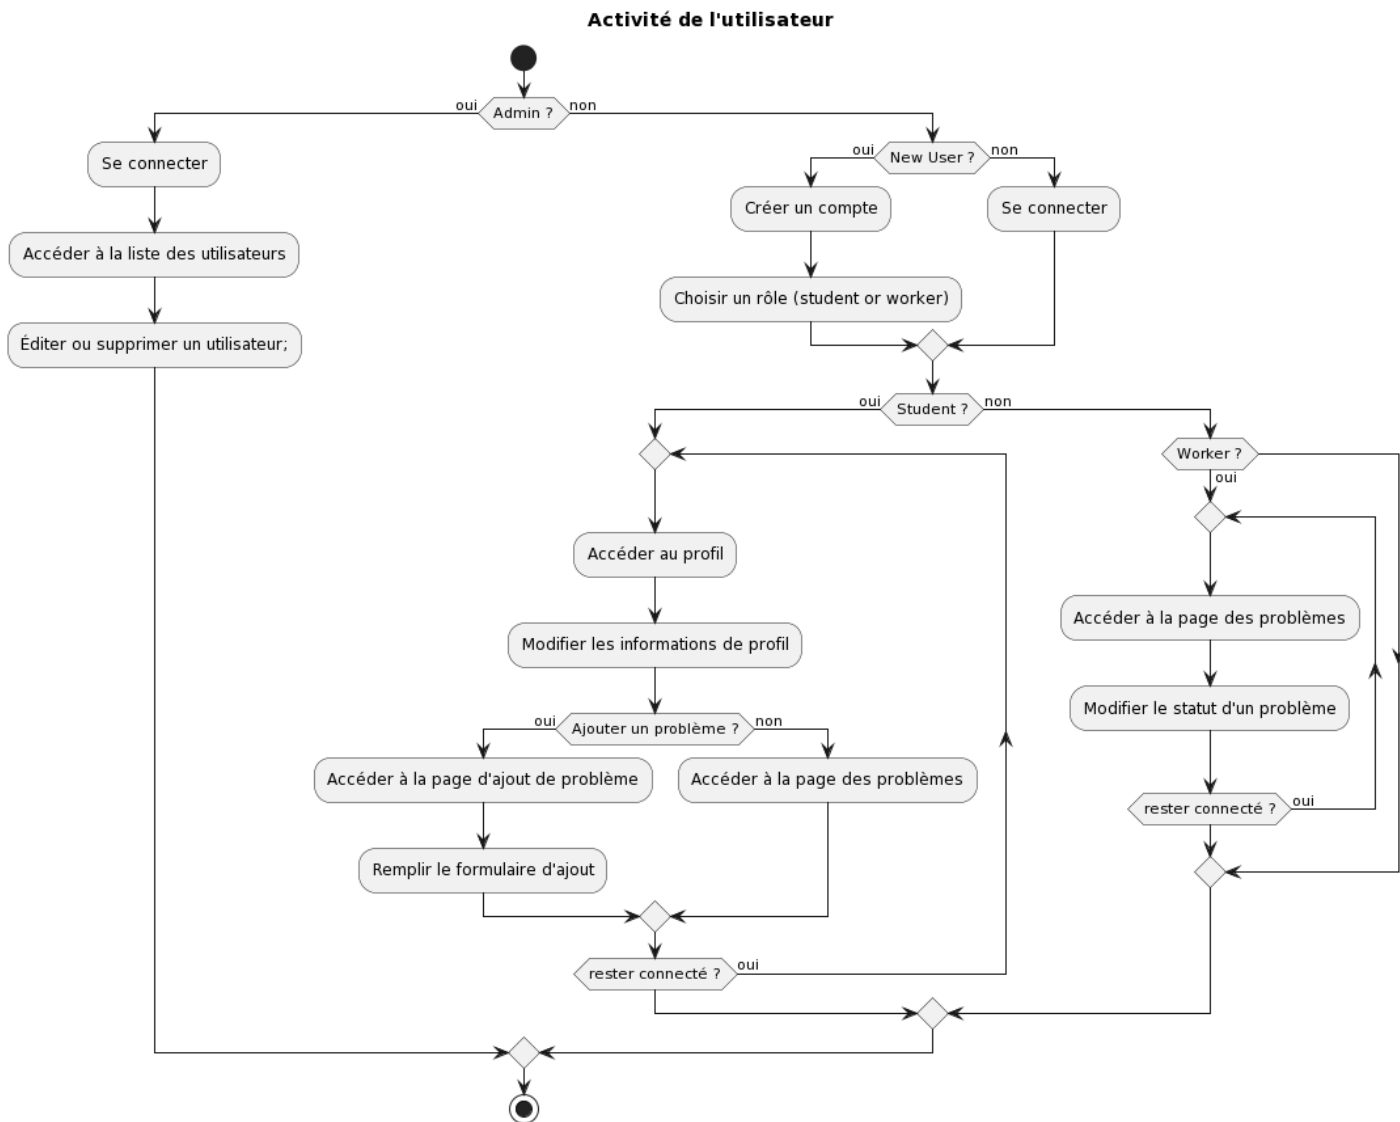 Activité de l'utilisateur
oui
Admin ?
non
Se connecter
Accéder à la liste des utilisateurs
Éditer ou supprimer un utilisateur;
oui
New User ?
non
Créer un compte
Se connecter
Choisir un rôle (student or worker)
oui
Student ?
non
Accéder au profil
Modifier les informations de profil
oui
Ajouter un problème ?
non
Accéder à la page d'ajout de problème
Accéder à la page des problèmes
Remplir le formulaire d'ajout
rester connecté ?
oui
Worker ?
oui
Accéder à la page des problèmes
Modifier le statut d'un problème
rester connecté ?
oui